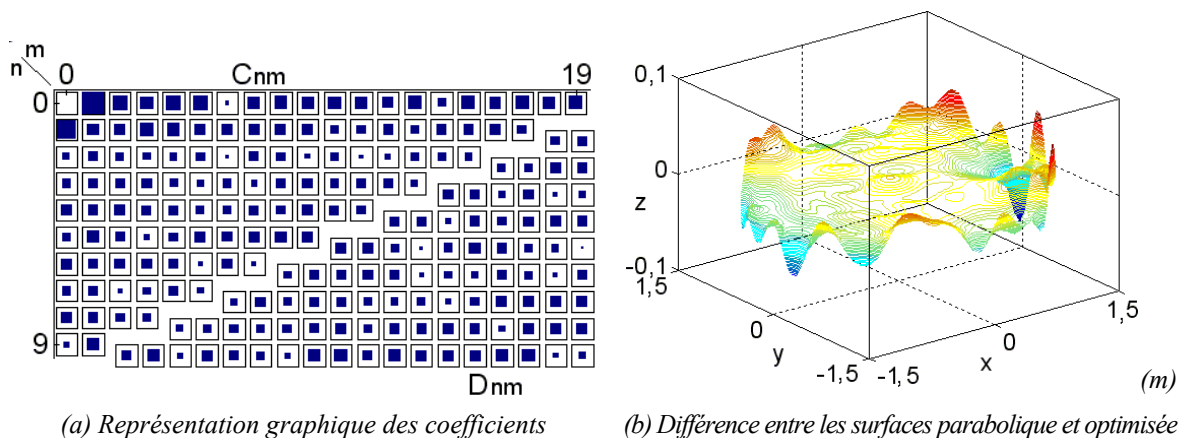 m
n
0
Cnm
19
0
9
Dnm
0,1
0
z
-0,1
1,5
0
y
-1,5
-1,5
x
0
1,5
(m)
(a) Représentation graphique des coefficients
(b) Différence entre les surfaces parabolique et optimisée